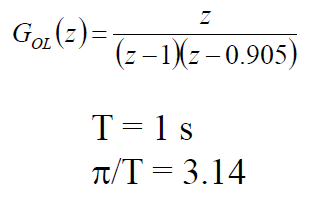 G_OL(z) = z / ((z−1)(z−0.905))
T = 1 s
π/T = 3.14